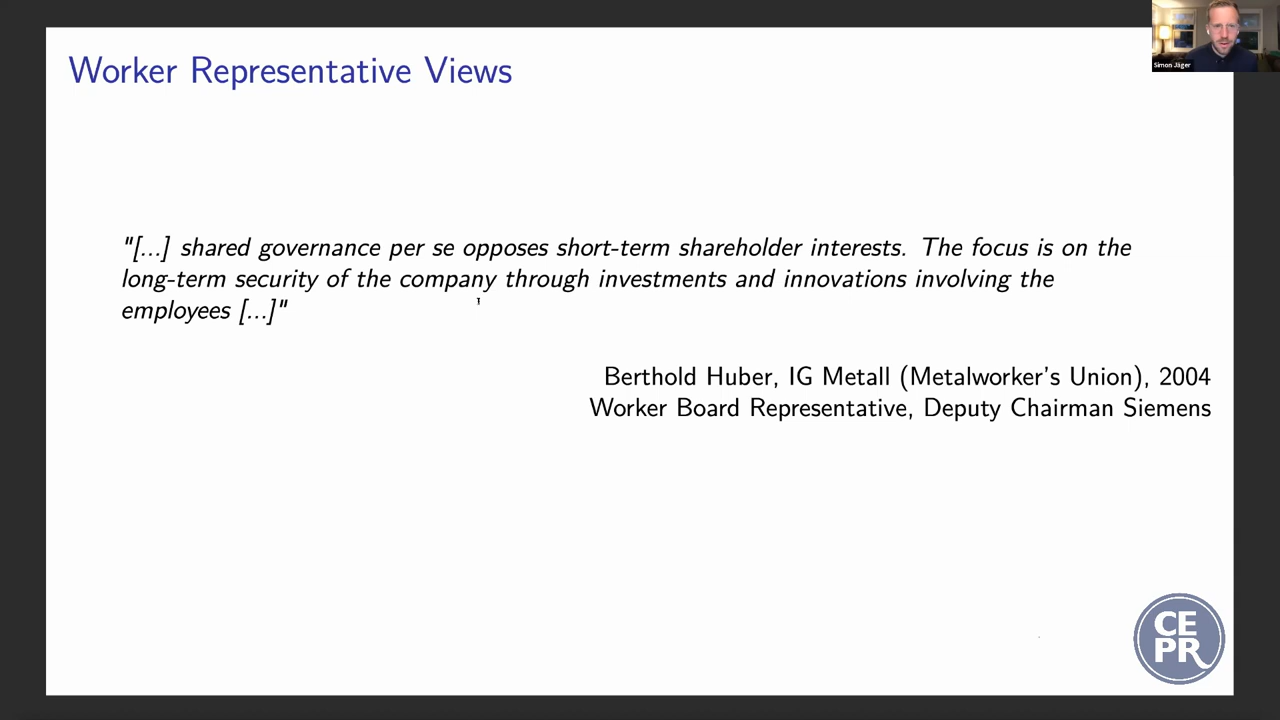 Worker Representative Views
Simon Jäger
"[...] shared governance per se opposes short-term shareholder interests. The focus is on the
long-term security of the company through investments and innovations involving the
employees [...]"
Berthold Huber, IG Metall (Metalworker's Union), 2004
Worker Board Representative, Deputy Chairman Siemens
CE
PR